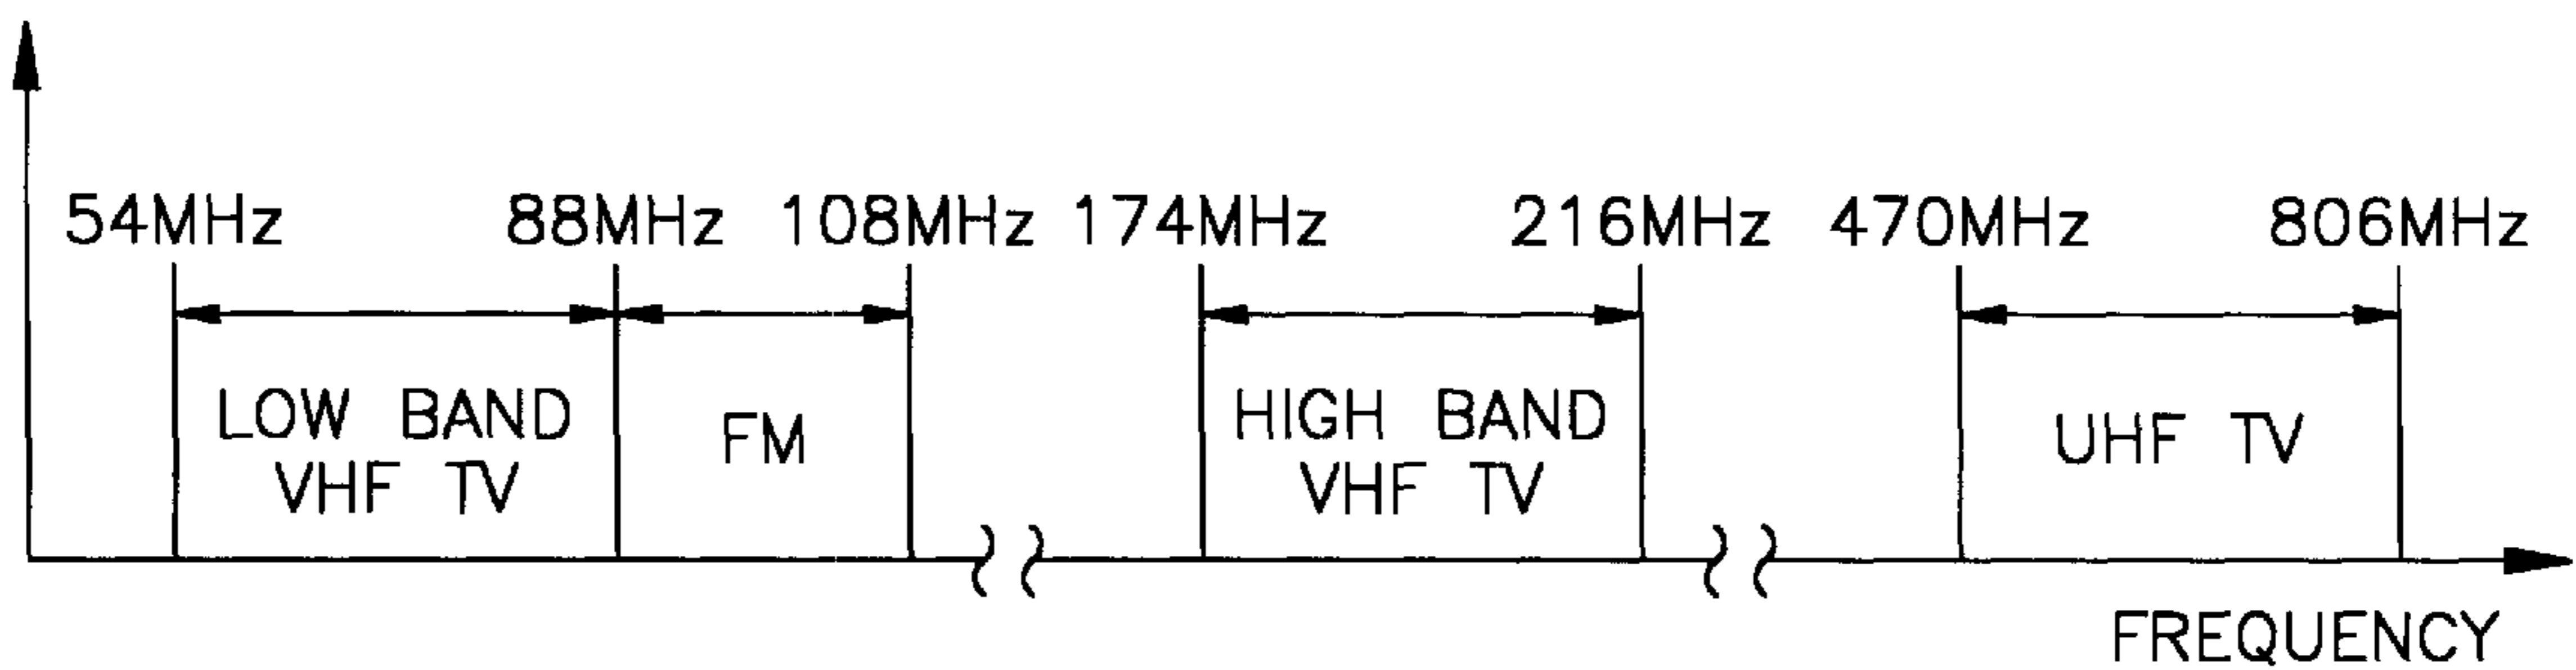 54MHz 88MHz 108MHz 174MHz 216MHz 470MHz 806MHz
LOW BAND
VHF TV
FM
HIGH BAND
VHF TV
UHF TV
FREQUENCY